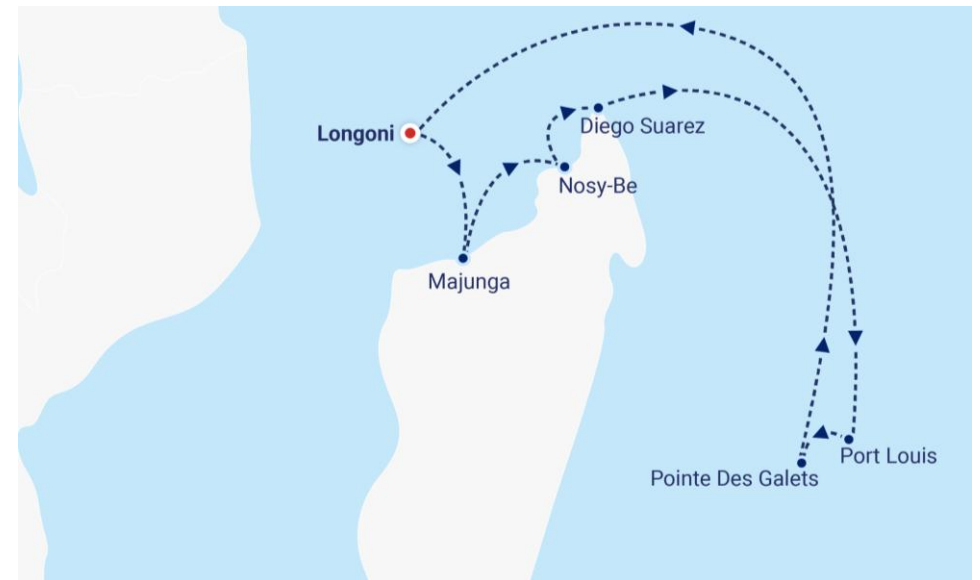 Diego Suarez
Longoni
Nosy-Be
Majunga
Port Louis
Pointe Des Galets